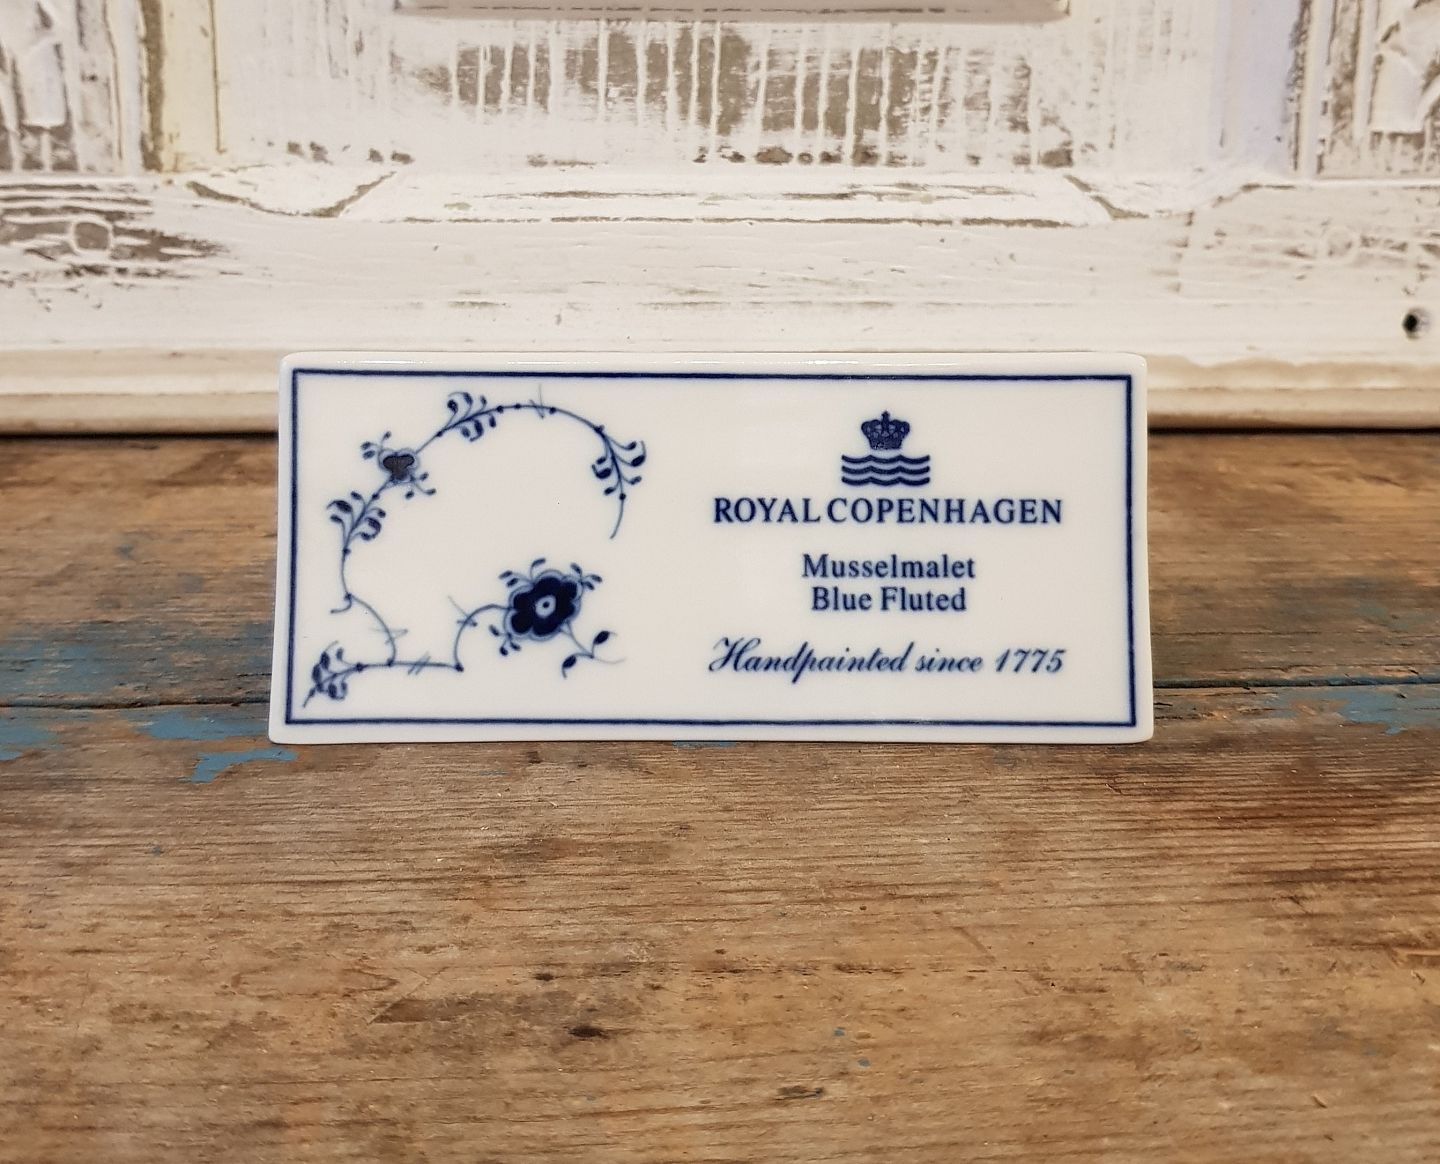 ROYAL COPENHAGEN
Musselmalet
Blue Fluted
Handpainted since 1775